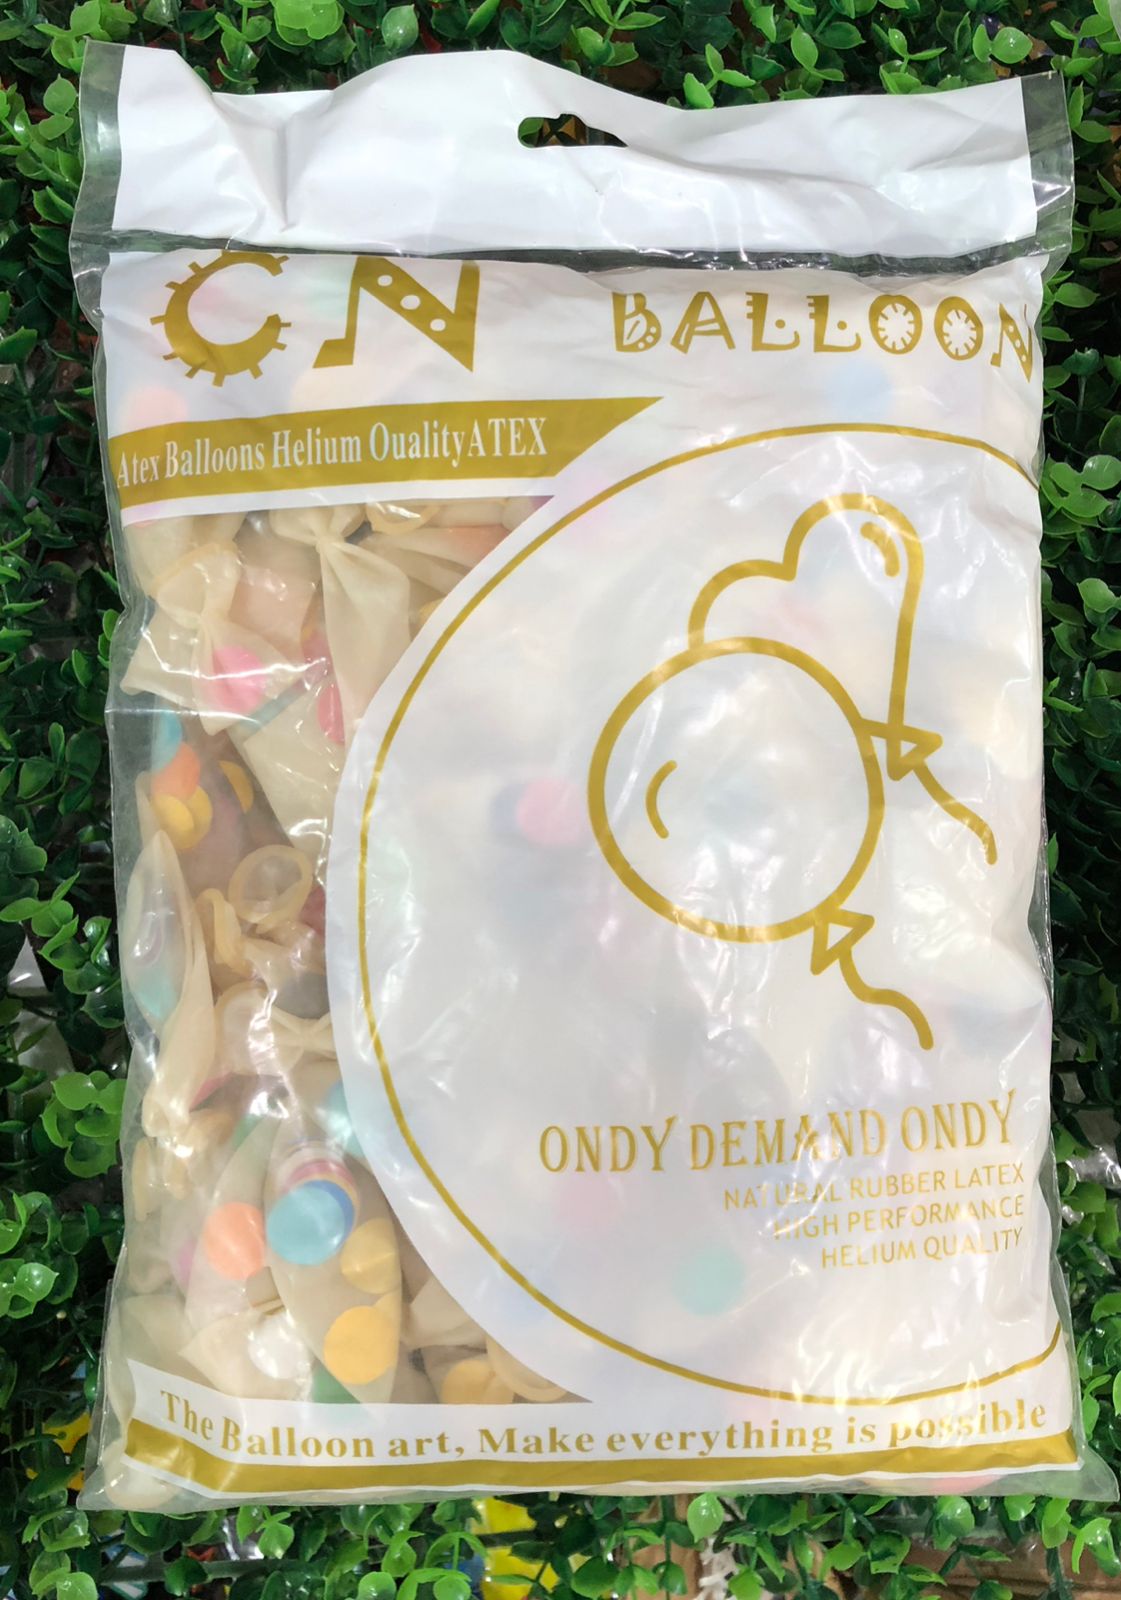 CN BALLOON
Atex Balloons Helium OualityATEX
ONDY DEMAND ONDY
NATURAL RUBBER LATEX
HIGH PERFORMANCE
HELIUM QUALITY
The Balloon art, Make everything is possible